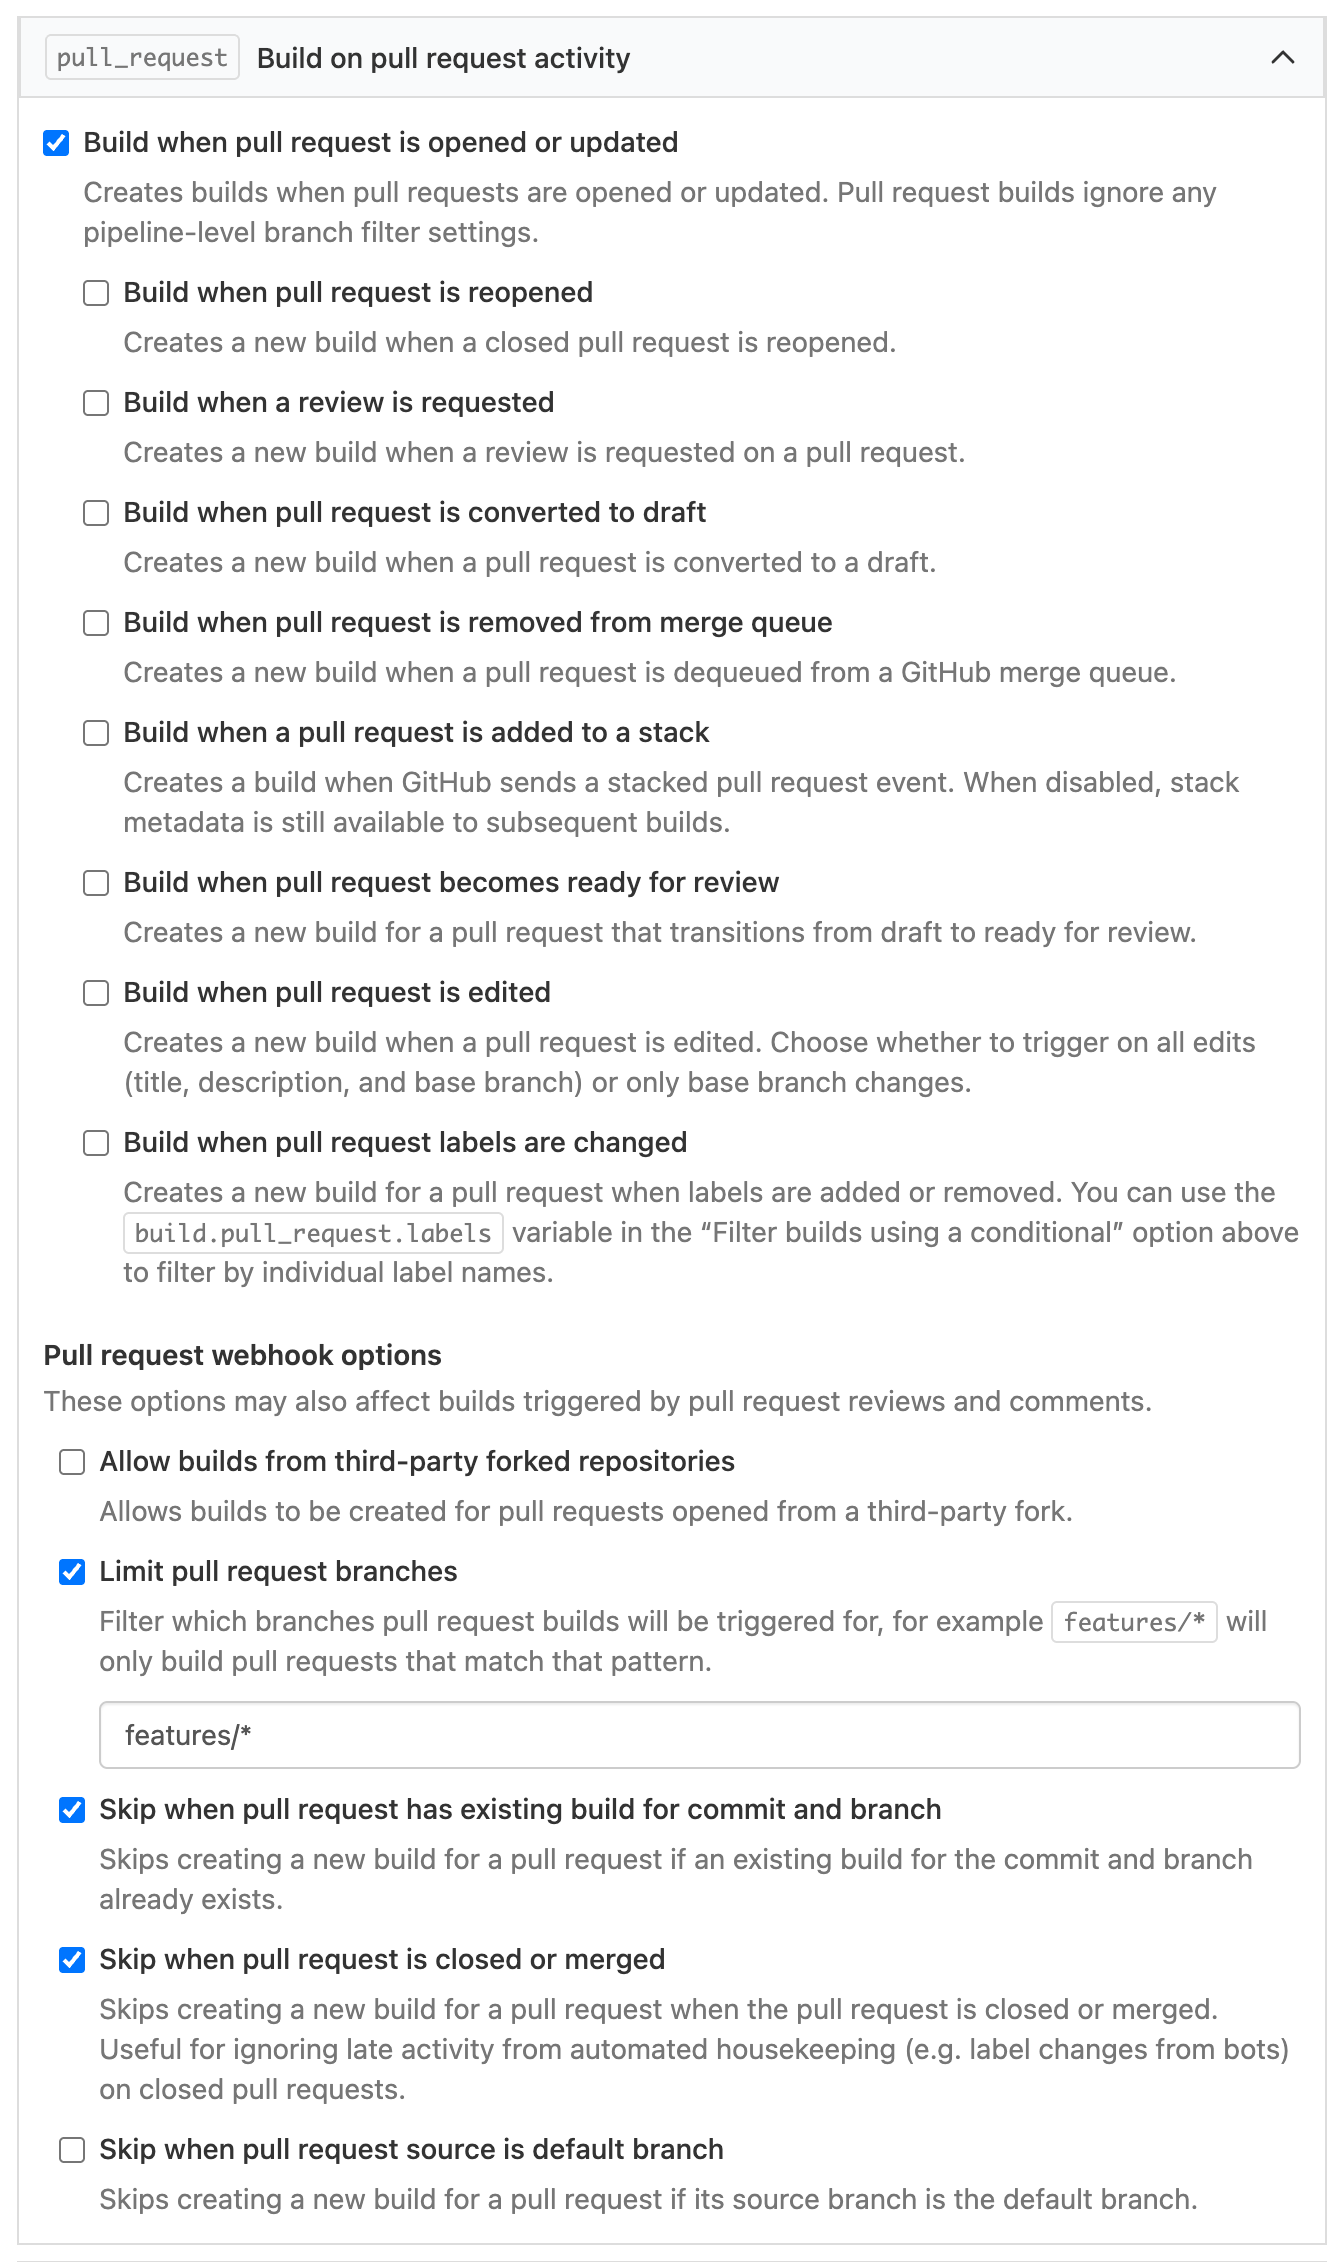 pull_request Build on pull request activity
Build when pull request is opened or updated
Creates builds when pull requests are opened or updated. Pull request builds ignore any
pipeline-level branch filter settings.
Build when pull request is reopened
Creates a new build when a closed pull request is reopened.
Build when a review is requested
Creates a new build when a review is requested on a pull request.
Build when pull request is converted to draft
Creates a new build when a pull request is converted to a draft.
Build when pull request is removed from merge queue
Creates a new build when a pull request is dequeued from a GitHub merge queue.
Build when a pull request is added to a stack
Creates a build when GitHub sends a stacked pull request event. When disabled, stack
metadata is still available to subsequent builds.
Build when pull request becomes ready for review
Creates a new build for a pull request that transitions from draft to ready for review.
Build when pull request is edited
Creates a new build when a pull request is edited. Choose whether to trigger on all edits
(title, description, and base branch) or only base branch changes.
Build when pull request labels are changed
Creates a new build for a pull request when labels are added or removed. You can use the
build.pull_request.labels variable in the “Filter builds using a conditional” option above
to filter by individual label names.
Pull request webhook options
These options may also affect builds triggered by pull request reviews and comments.
Allow builds from third-party forked repositories
Allows builds to be created for pull requests opened from a third-party fork.
Limit pull request branches
Filter which branches pull request builds will be triggered for, for example features/* will
only build pull requests that match that pattern.
features/*
Skip when pull request has existing build for commit and branch
Skips creating a new build for a pull request if an existing build for the commit and branch
already exists.
Skip when pull request is closed or merged
Skips creating a new build for a pull request when the pull request is closed or merged.
Useful for ignoring late activity from automated housekeeping (e.g. label changes from bots)
on closed pull requests.
Skip when pull request source is default branch
Skips creating a new build for a pull request if its source branch is the default branch.